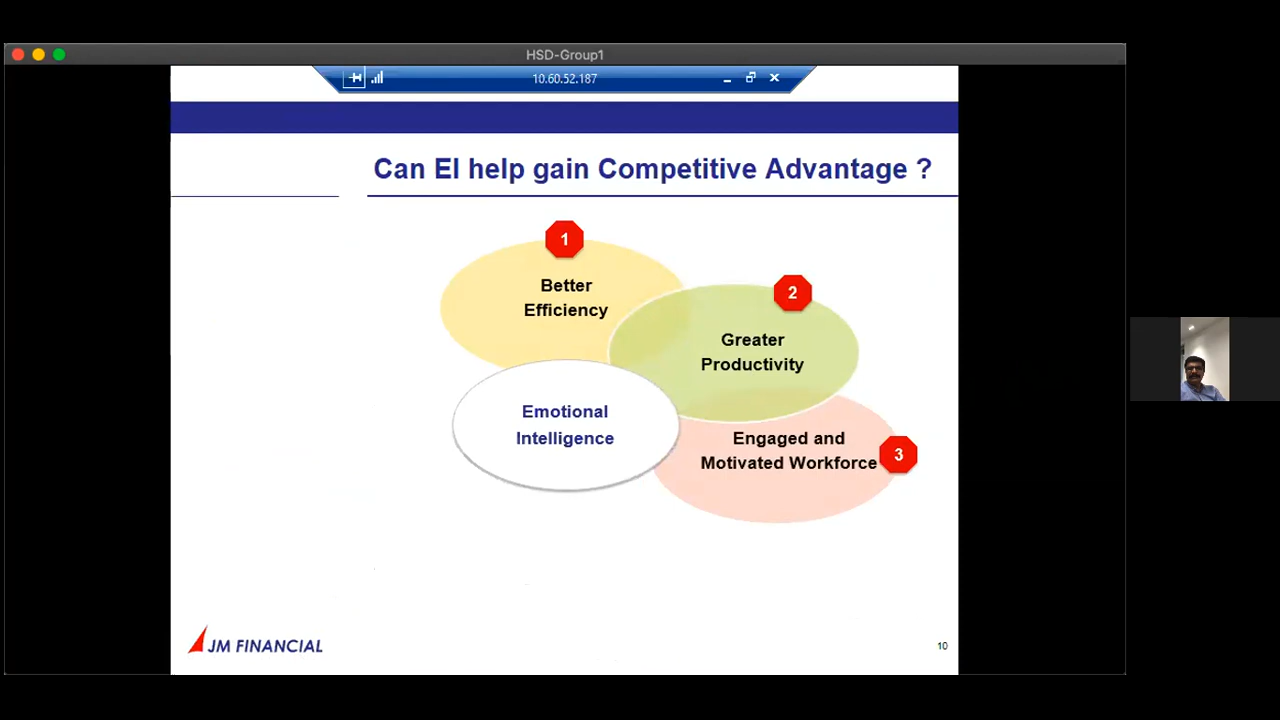 HSD-Group1
10.60.52.187
Can EI help gain Competitive Advantage ?
1
Better
Efficiency
2
Greater
Productivity
Emotional
Intelligence
Engaged and
Motivated Workforce
3
JM FINANCIAL
10